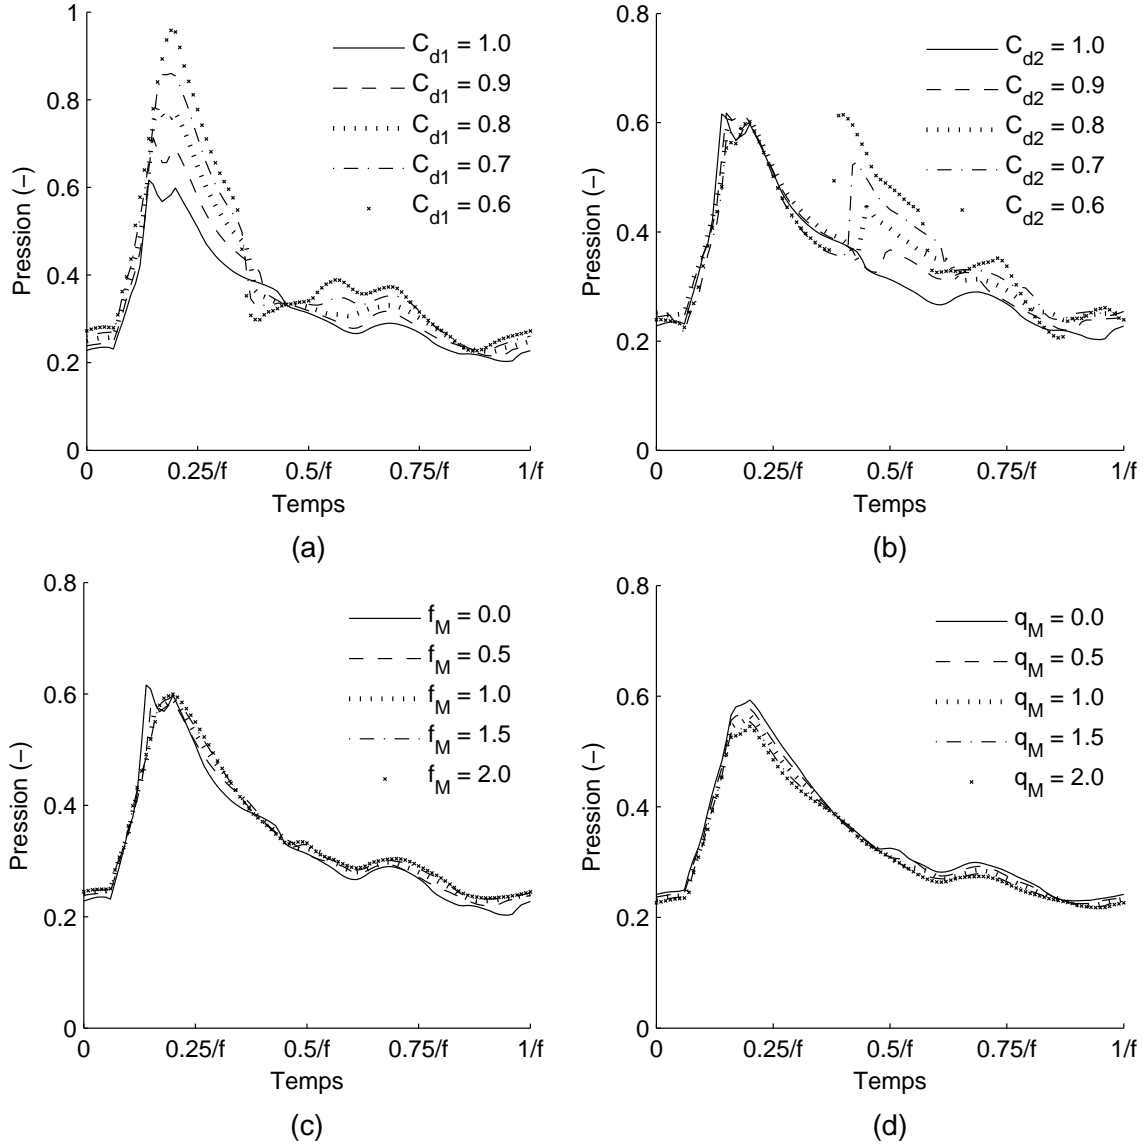 1
0.8
0.6
0.4
0.2
0
0
0.25/f
0.5/f
0.75/f
1/f
Pression (−)
Temps
C_d1 = 1.0
C_d1 = 0.9
C_d1 = 0.8
C_d1 = 0.7
C_d1 = 0.6
(a)
0.8
0.6
0.4
0.2
0
0
0.25/f
0.5/f
0.75/f
1/f
Pression (−)
Temps
C_d2 = 1.0
C_d2 = 0.9
C_d2 = 0.8
C_d2 = 0.7
C_d2 = 0.6
(b)
0.8
0.6
0.4
0.2
0
0
0.25/f
0.5/f
0.75/f
1/f
Pression (−)
Temps
f_M = 0.0
f_M = 0.5
f_M = 1.0
f_M = 1.5
f_M = 2.0
(c)
0.8
0.6
0.4
0.2
0
0
0.25/f
0.5/f
0.75/f
1/f
Pression (−)
Temps
q_M = 0.0
q_M = 0.5
q_M = 1.0
q_M = 1.5
q_M = 2.0
(d)